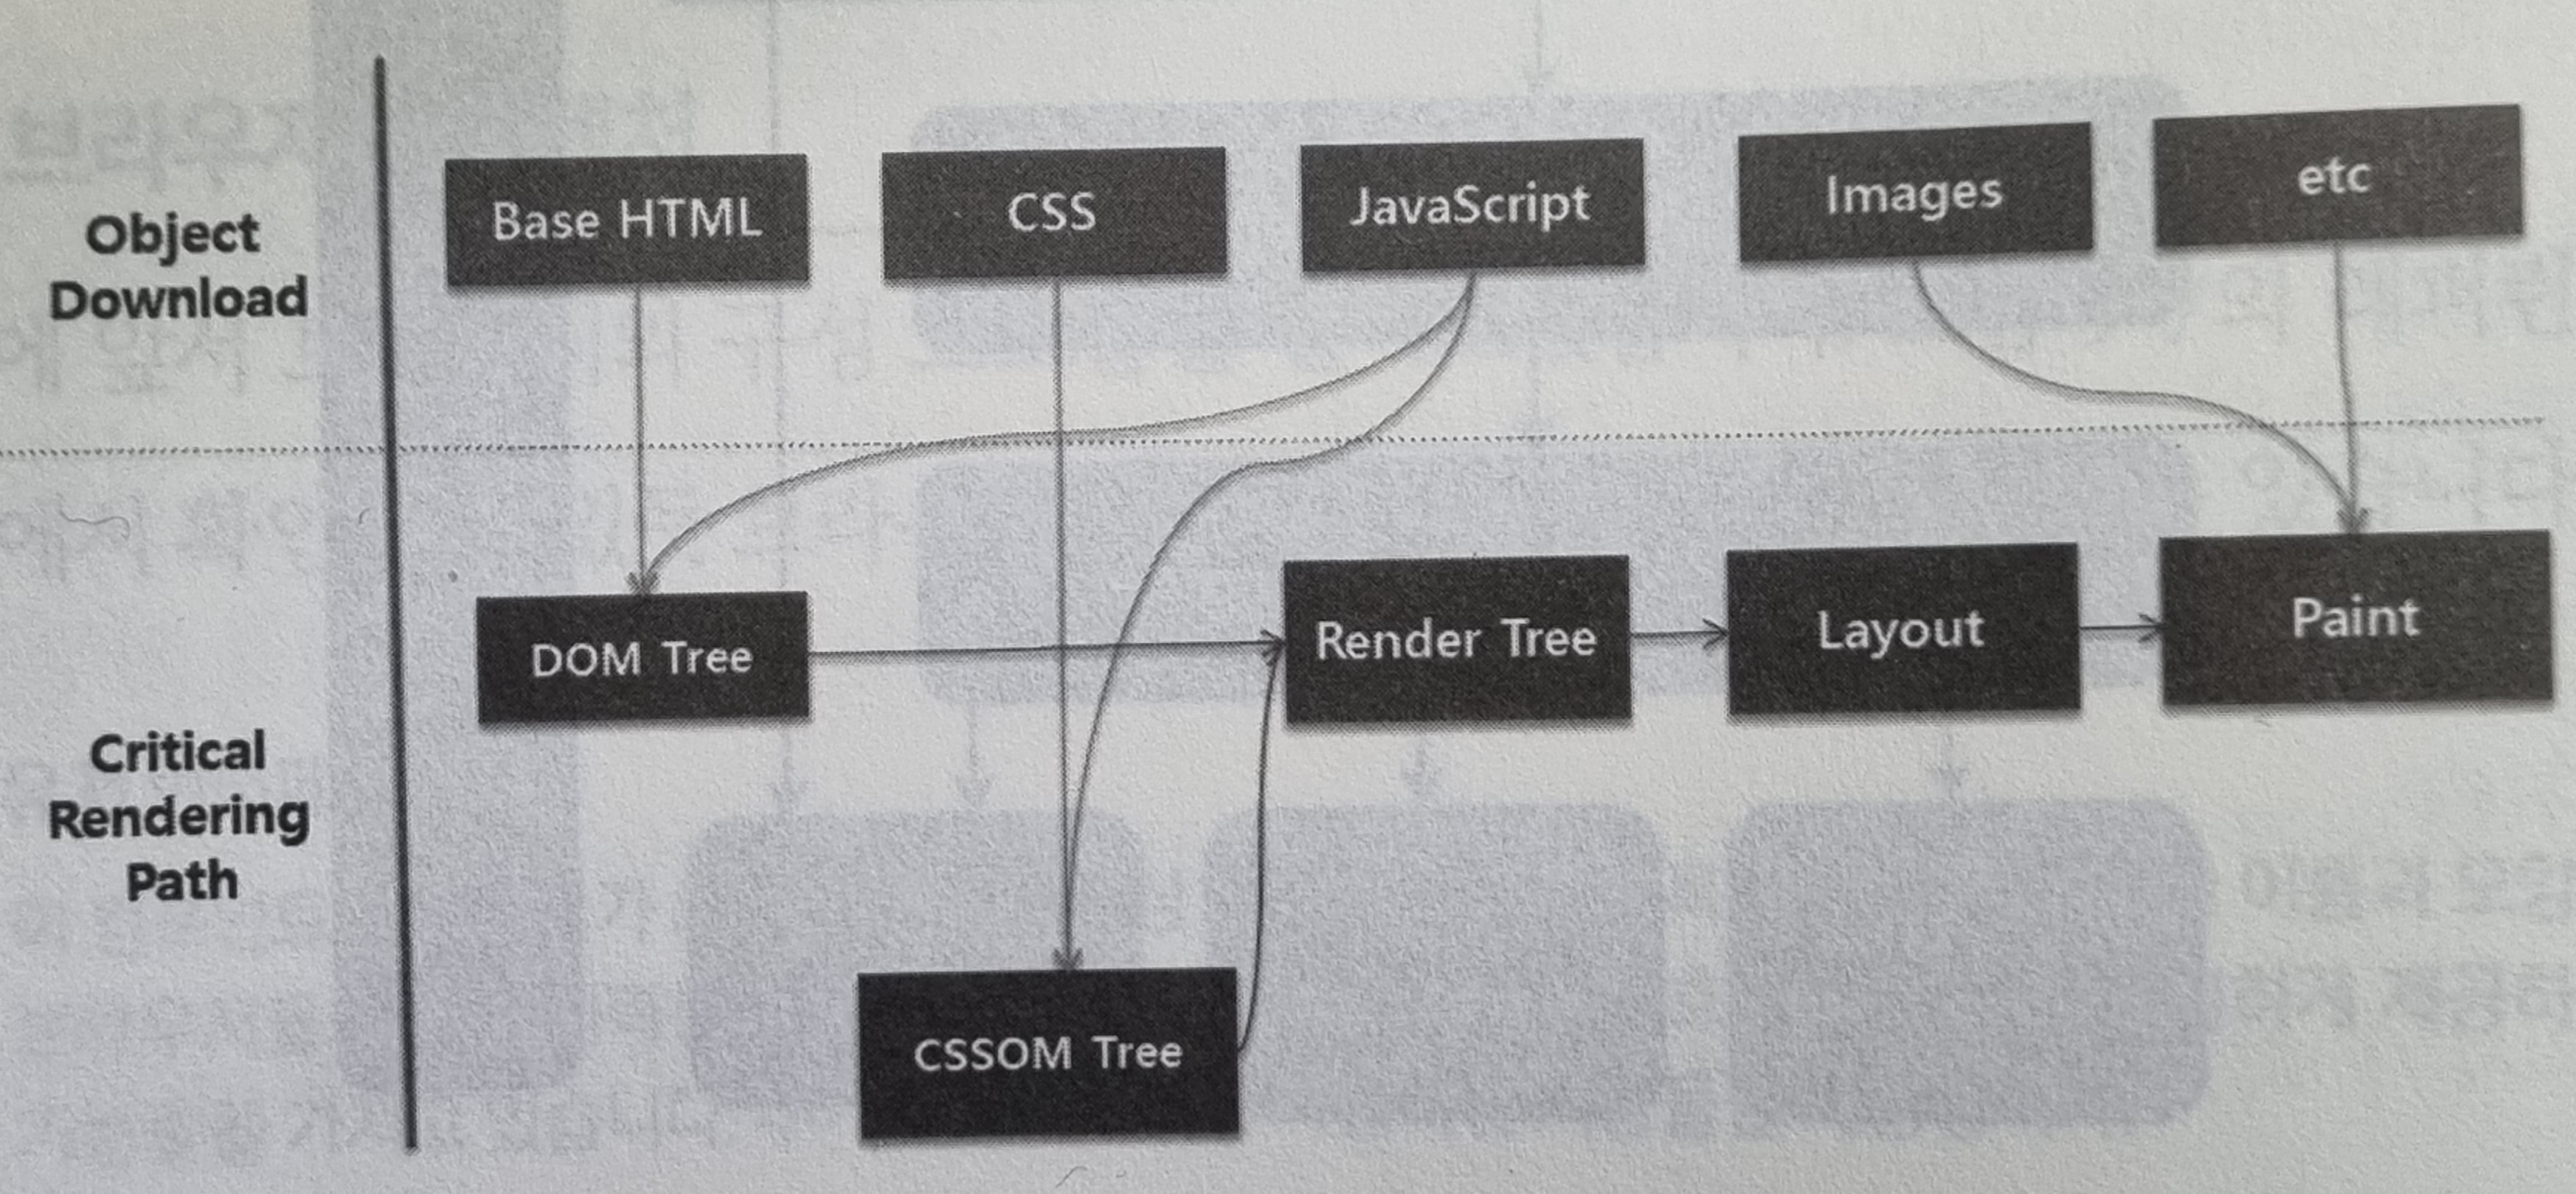 Object
Download
Base HTML
CSS
JavaScript
Images
etc
Critical
Rendering
Path
DOM Tree
Render Tree
Layout
Paint
CSSOM Tree